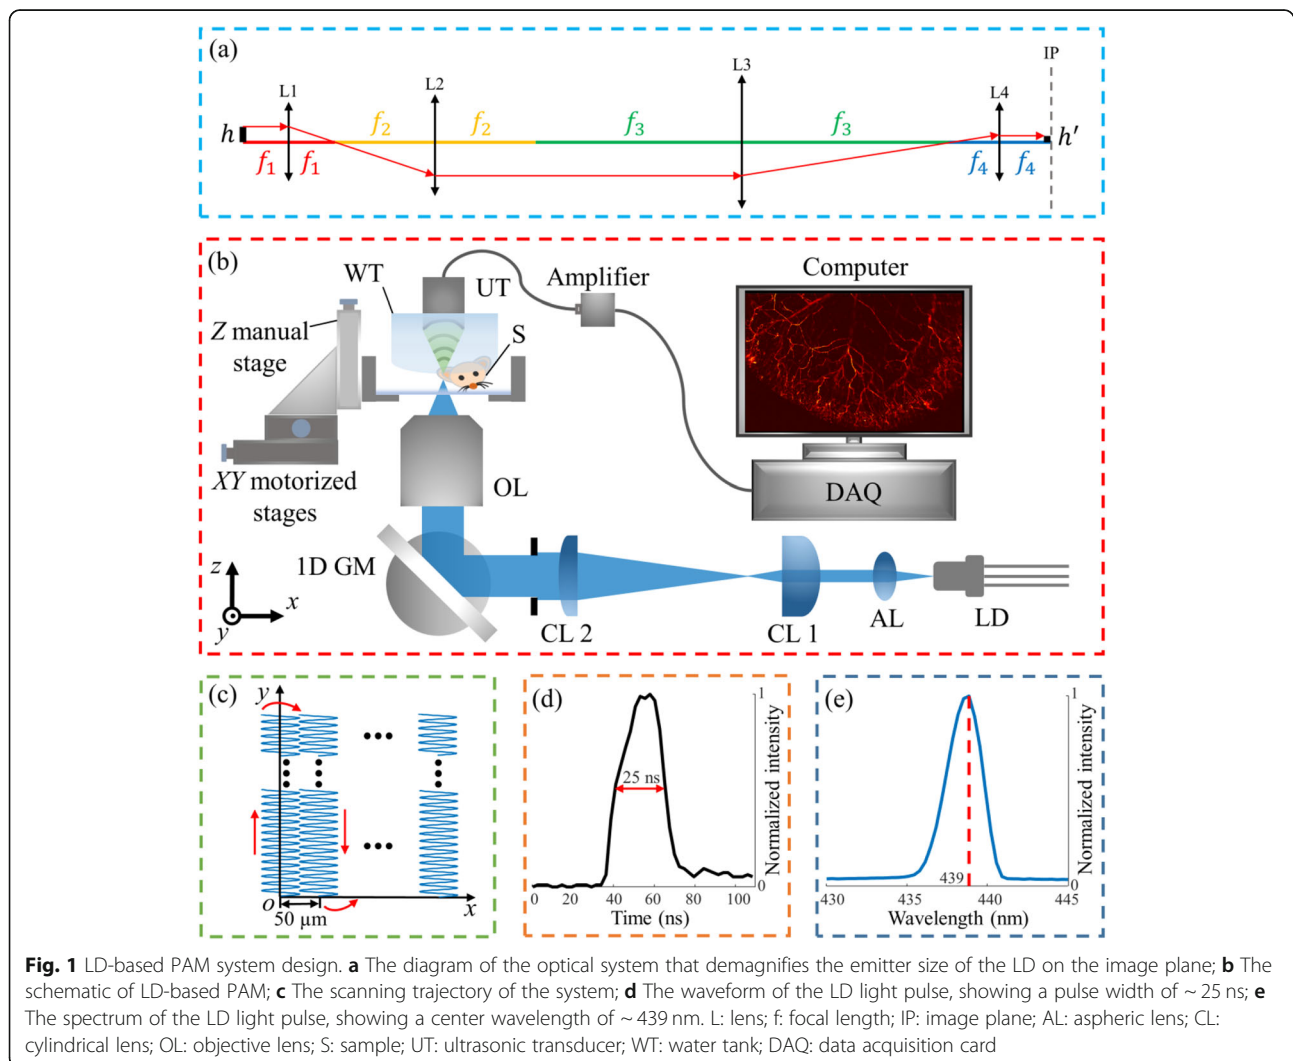 (a)
IP
L3
L1
L2
L4
h
f₂
f₂
f₃
f₃
h′
f₁
f₁
f₄
f₄
(b)
WT
UT
Amplifier
Computer
Z manual
stage
S
XY motorized
stages
OL
DAQ
1D GM
z
x
y
CL 2
CL 1
AL
LD
(c)
y
o
x
50 µm
(d)
1
25 ns
Normalized intensity
0
0
20
40
60
80
100
Time (ns)
(e)
1
Normalized intensity
439
0
430
435
440
445
Wavelength (nm)
Fig. 1 LD-based PAM system design. a The diagram of the optical system that demagnifies the emitter size of the LD on the image plane; b The
schematic of LD-based PAM; c The scanning trajectory of the system; d The waveform of the LD light pulse, showing a pulse width of ~ 25 ns; e
The spectrum of the LD light pulse, showing a center wavelength of ~ 439 nm. L: lens; f: focal length; IP: image plane; AL: aspheric lens; CL:
cylindrical lens; OL: objective lens; S: sample; UT: ultrasonic transducer; WT: water tank; DAQ: data acquisition card